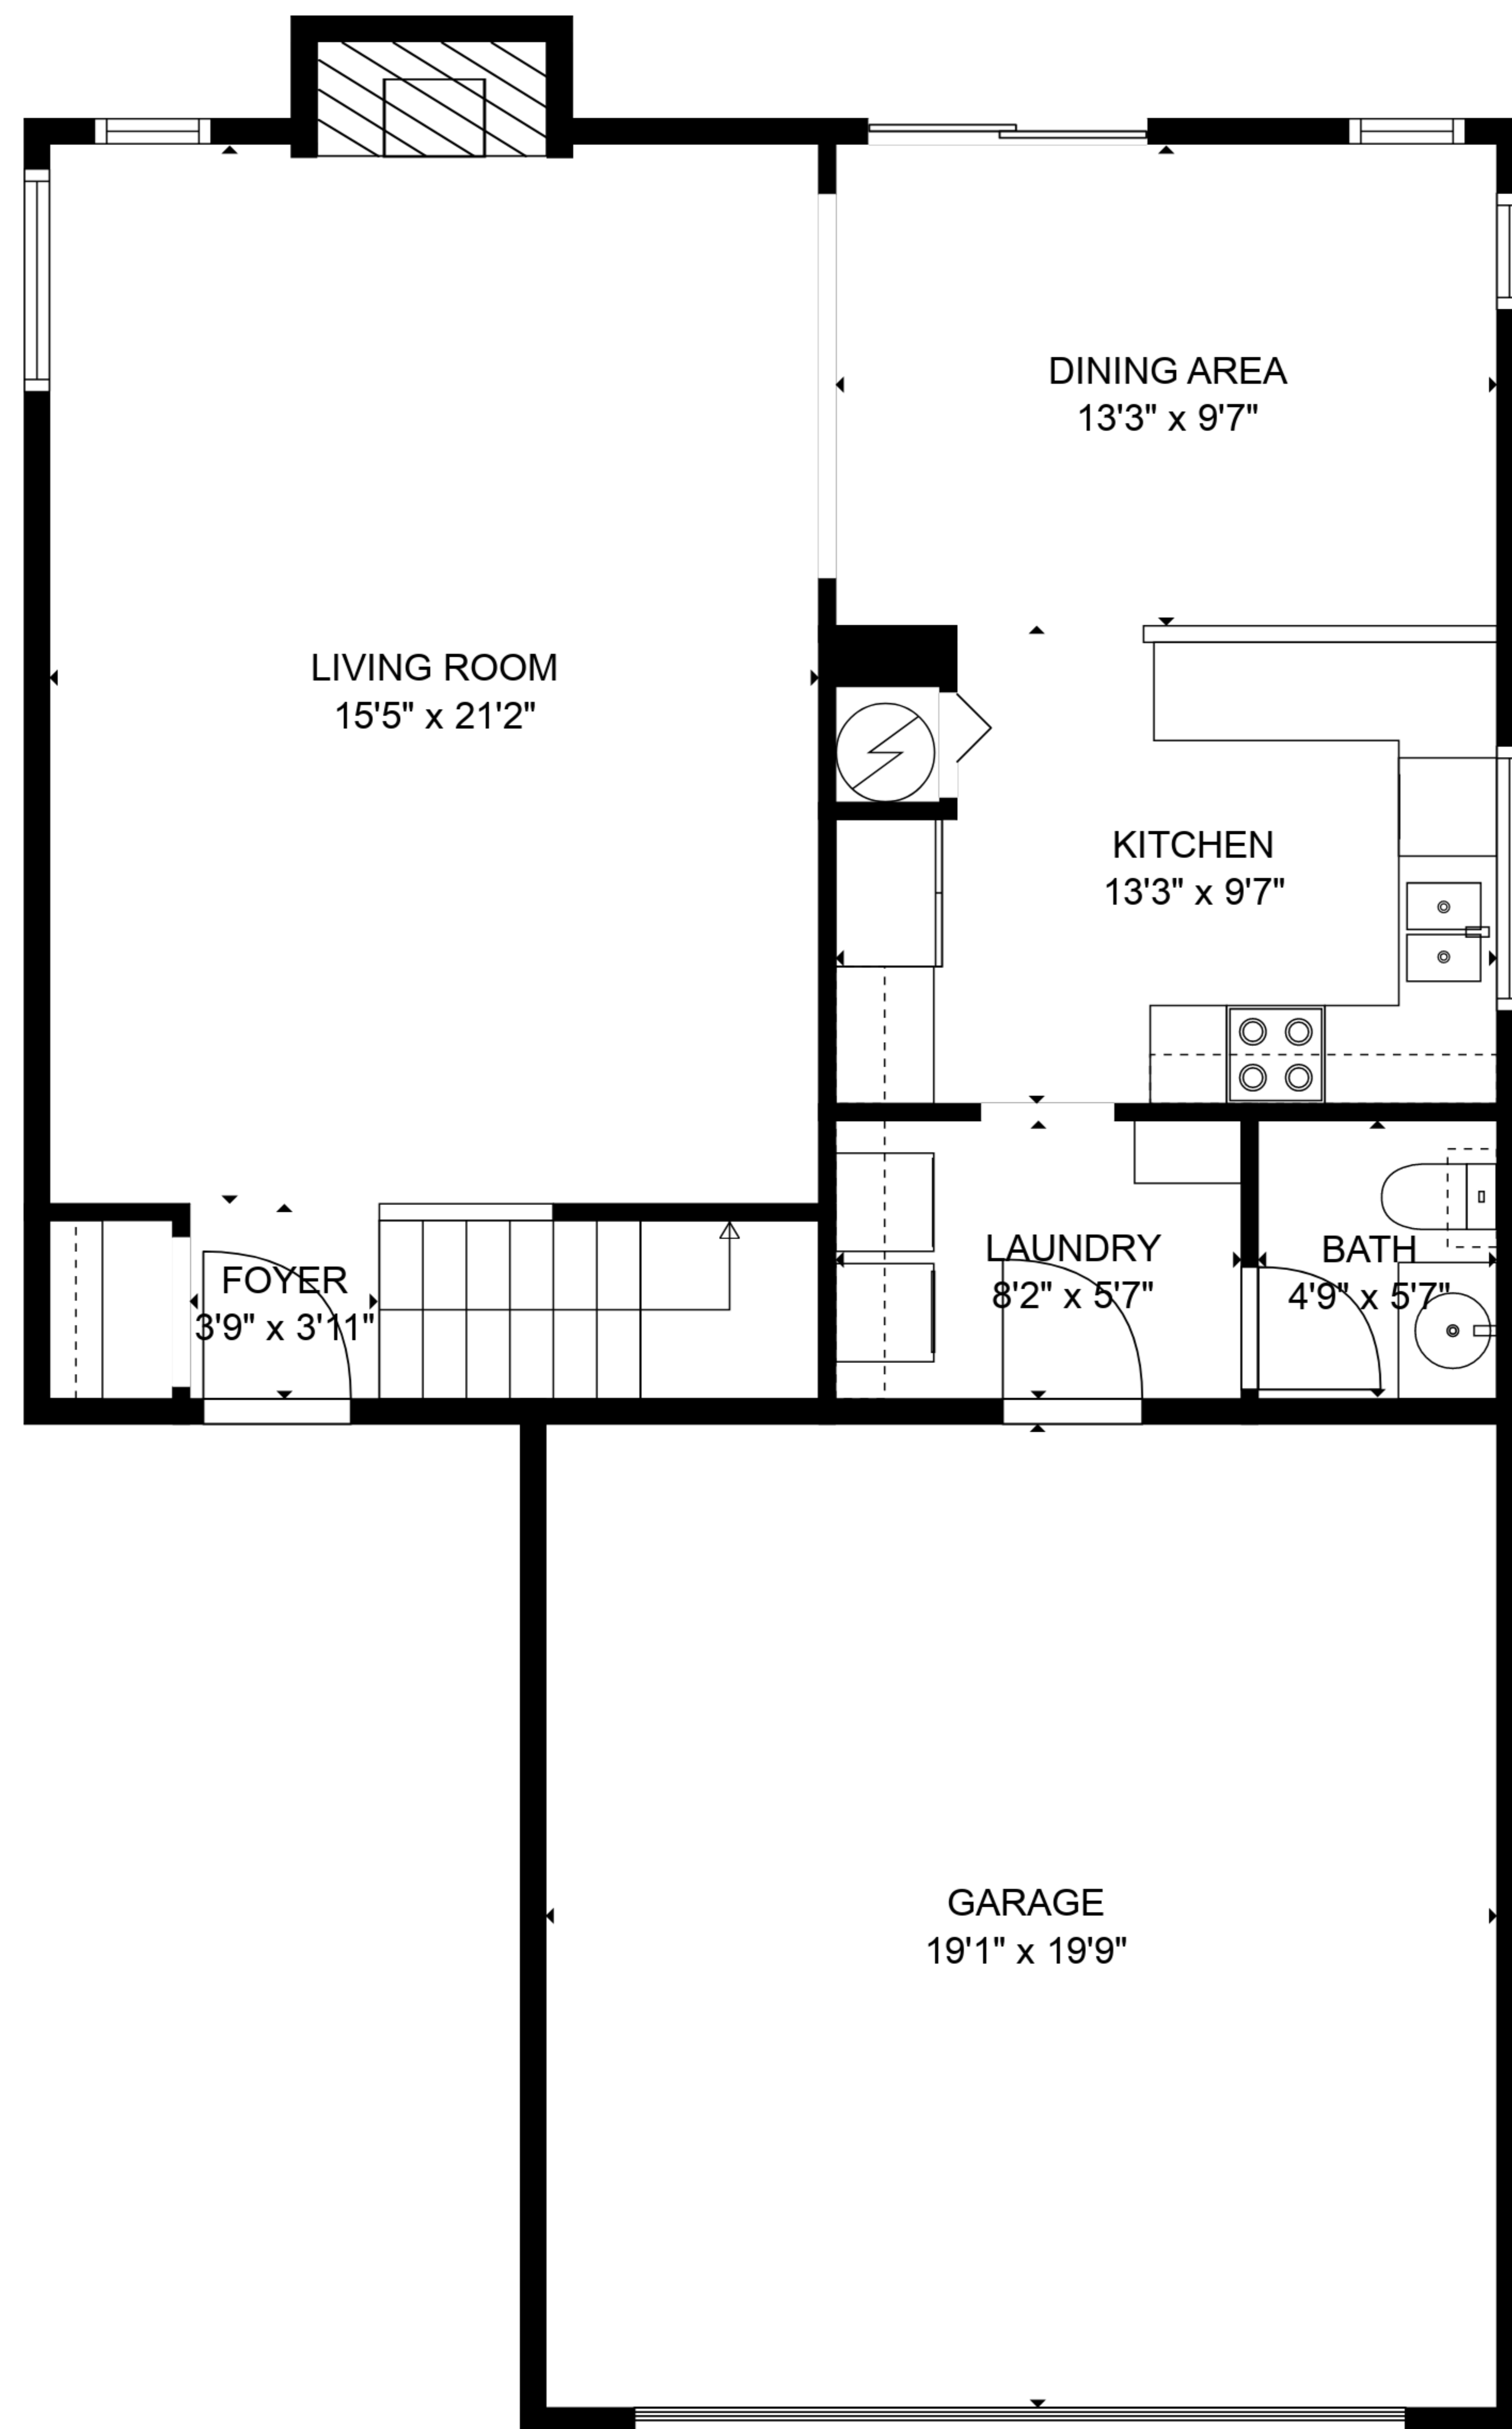 DINING AREA
13'3" x 9'7"
LIVING ROOM
15'5" x 21'2"
KITCHEN
13'3" x 9'7"
LAUNDRY
8'2" x 5'7"
BATH
4'9" x 5'7"
FOYER
3'9" x 3'11"
GARAGE
19'1" x 19'9"